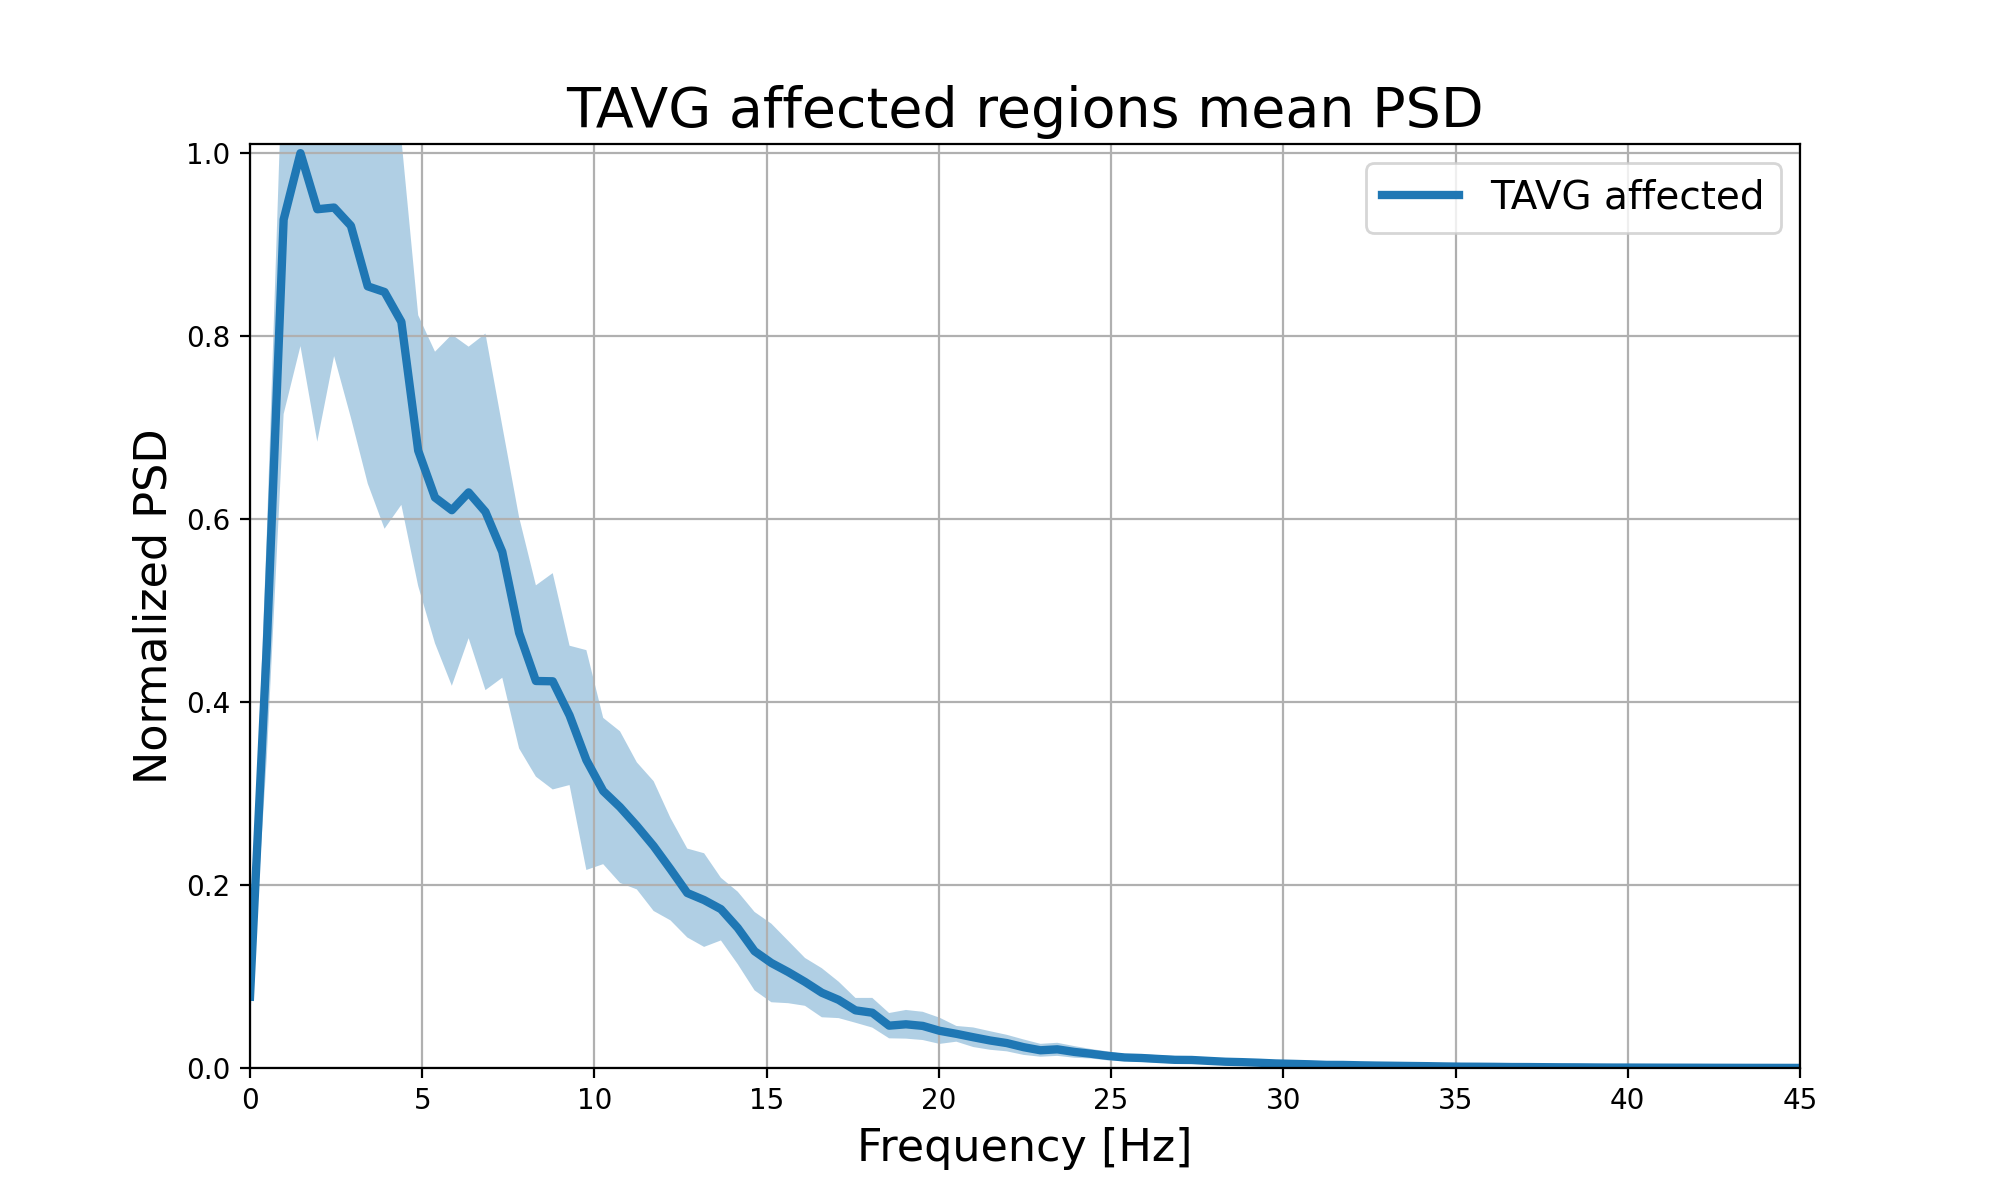 TAVG affected regions mean PSD
1.0
0.8
0.6
0.4
0.2
0.0
Normalized PSD
TAVG affected
0 5 10 15 20 25 30 35 40 45
Frequency [Hz]